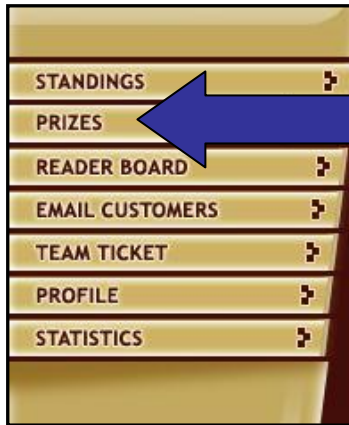 STANDINGS
PRIZES
READER BOARD
EMAIL CUSTOMERS
TEAM TICKET
PROFILE
STATISTICS